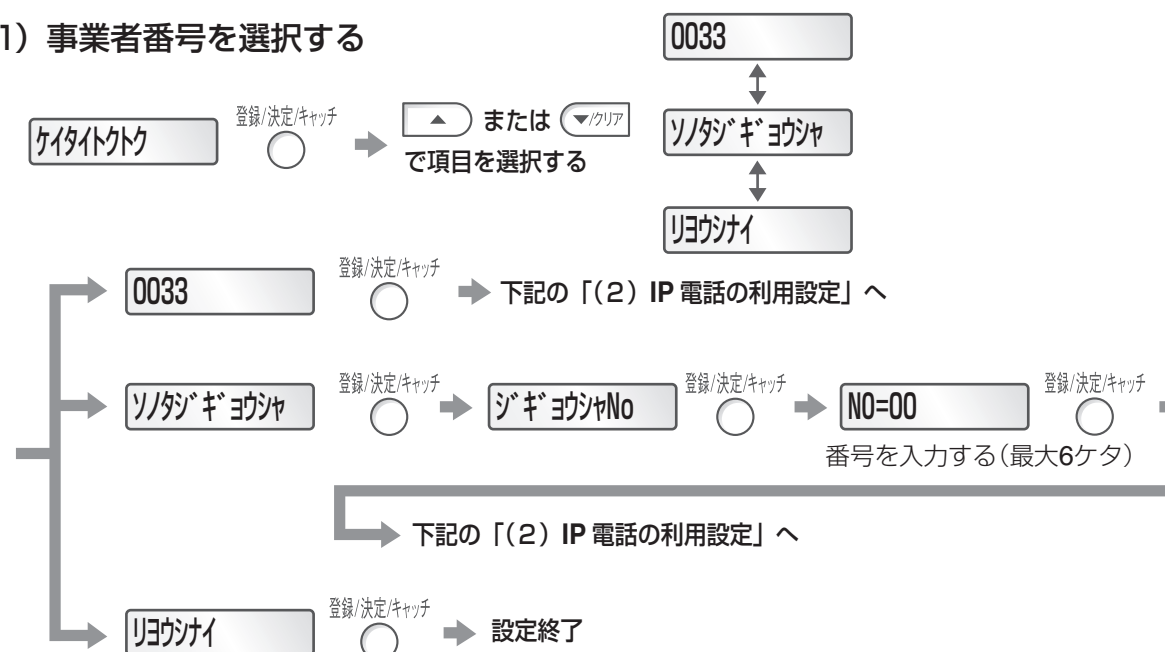 1）事業者番号を選択する
0033
ｹｲﾀｲﾄｸﾄｸ
登録/決定/キャッチ
▲ または ▼/クリア
で項目を選択する
ｿﾉﾀｼﾞｷﾞｮｳｼｬ
ﾘﾖｳｼﾅｲ
0033
登録/決定/キャッチ
下記の「（2）IP 電話の利用設定」へ
ｿﾉﾀｼﾞｷﾞｮｳｼｬ
登録/決定/キャッチ
ｼﾞｷﾞｮｳｼｬNo
登録/決定/キャッチ
NO=00
登録/決定/キャッチ
番号を入力する（最大6ケタ）
下記の「（2）IP 電話の利用設定」へ
ﾘﾖｳｼﾅｲ
登録/決定/キャッチ
設定終了